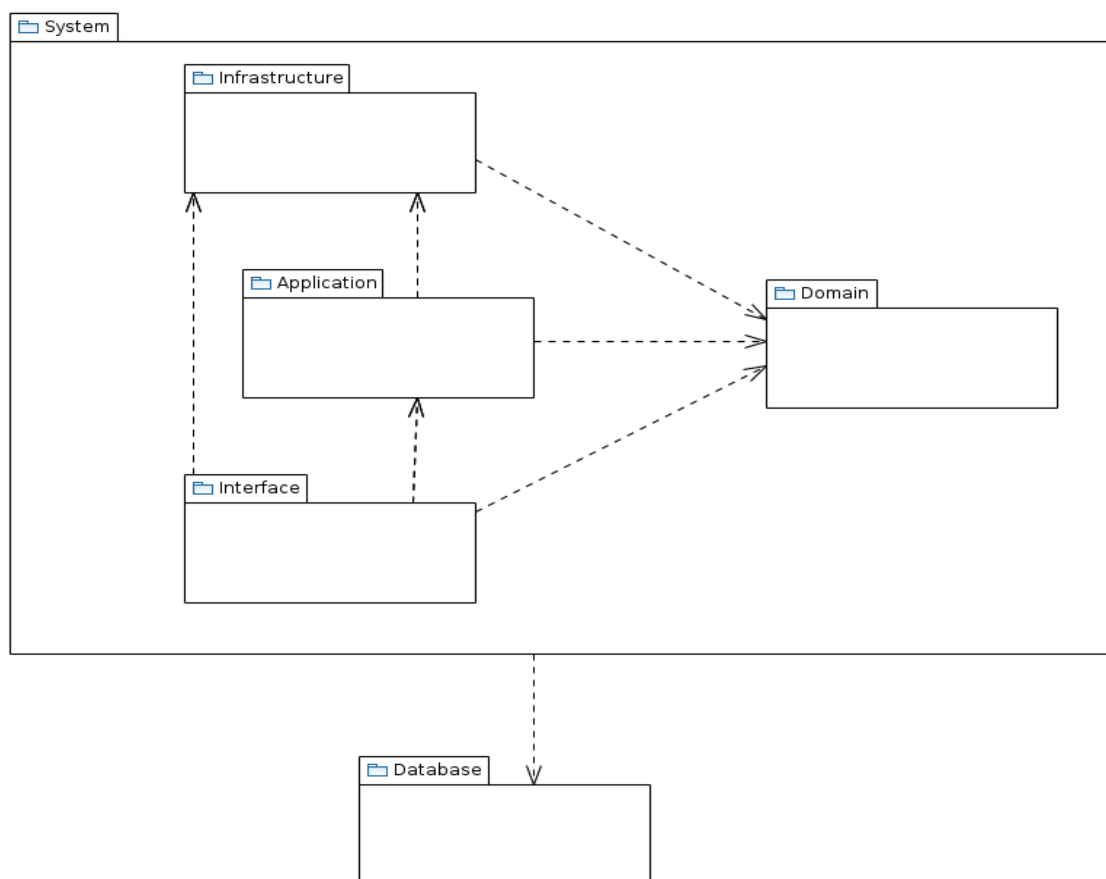 System
Infrastructure
Application
Domain
Interface
Database